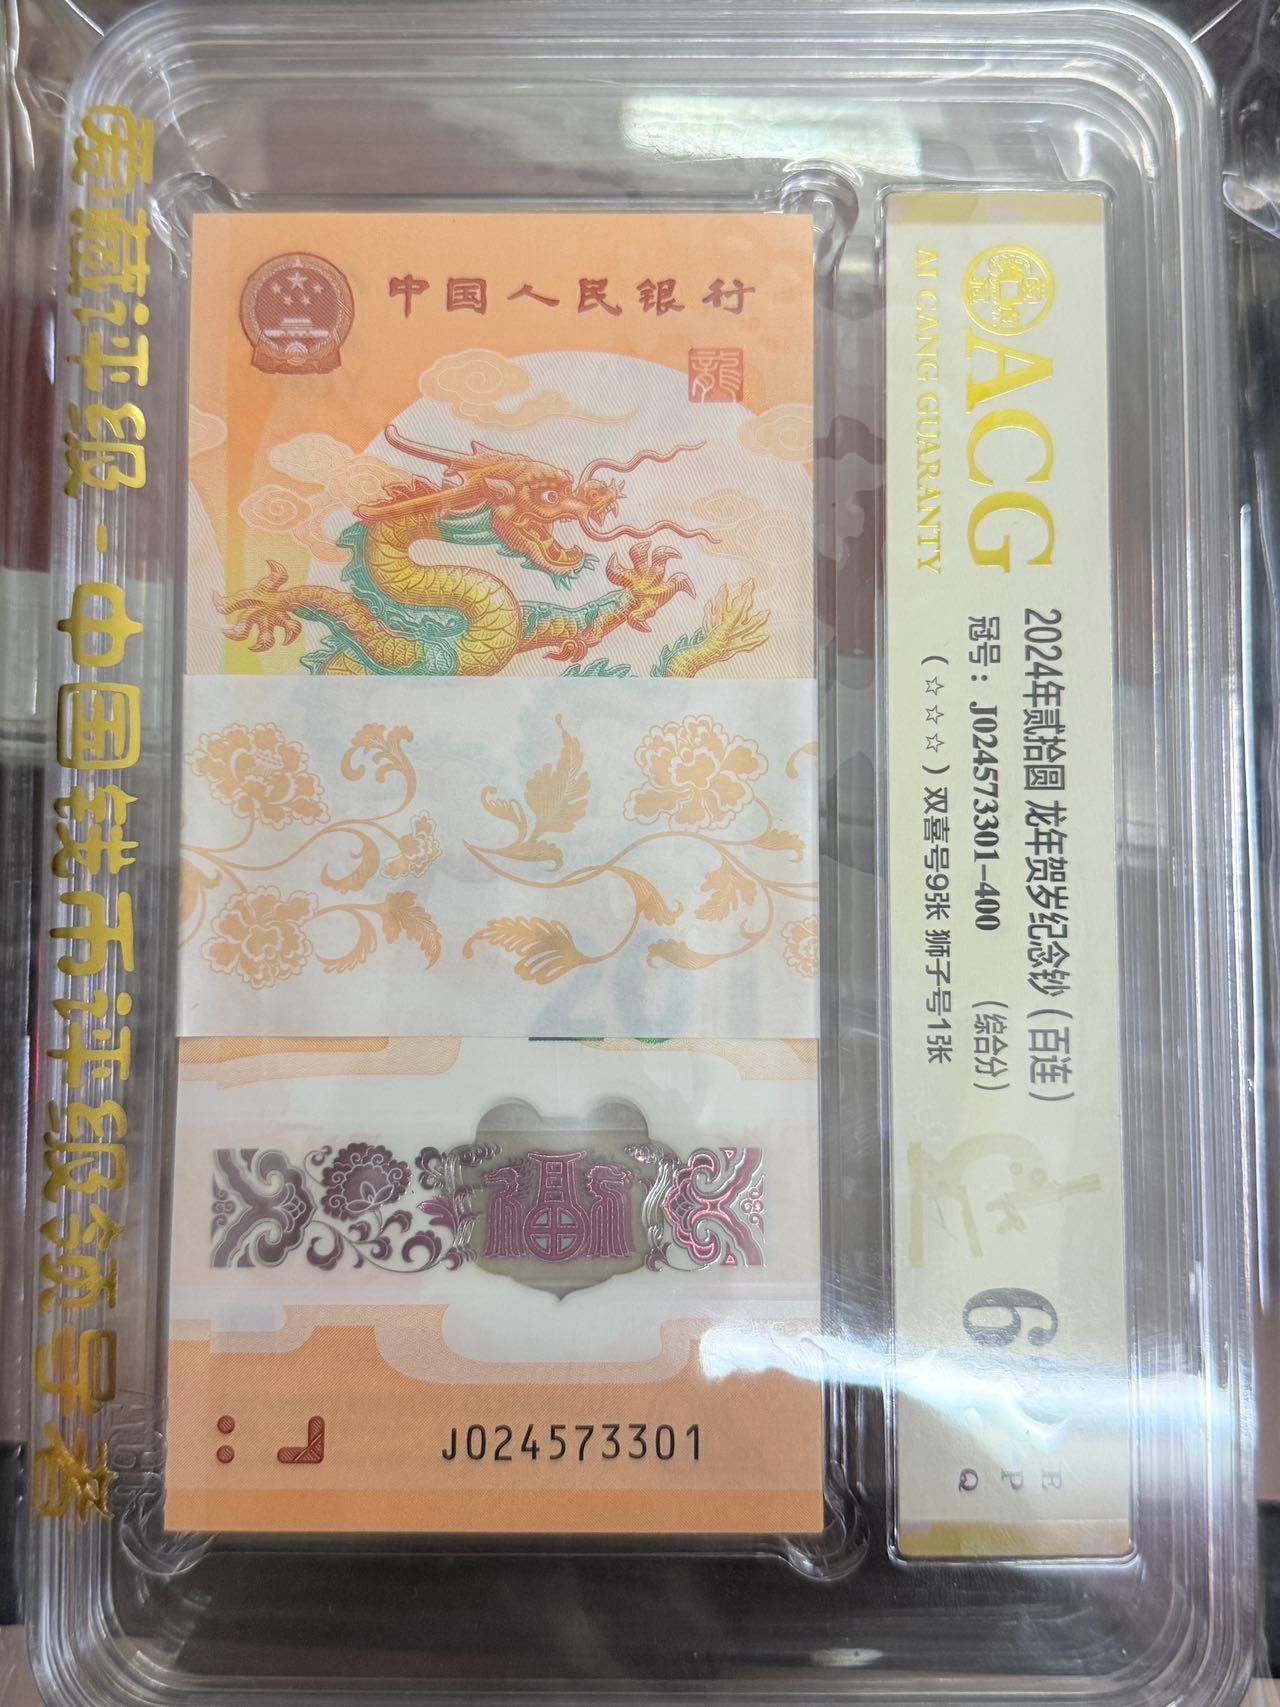 爱藏评级-中国钱币评级领导者
中国人民银行
龍
福
J024573301
ACG
AI CANG GUARANTY
2024年贰拾圆 龙年贺岁纪念钞（百连）
冠号：J024573301-400 （综合分）
（☆☆☆）双喜号9张 狮子号1张
6
E
P
Q